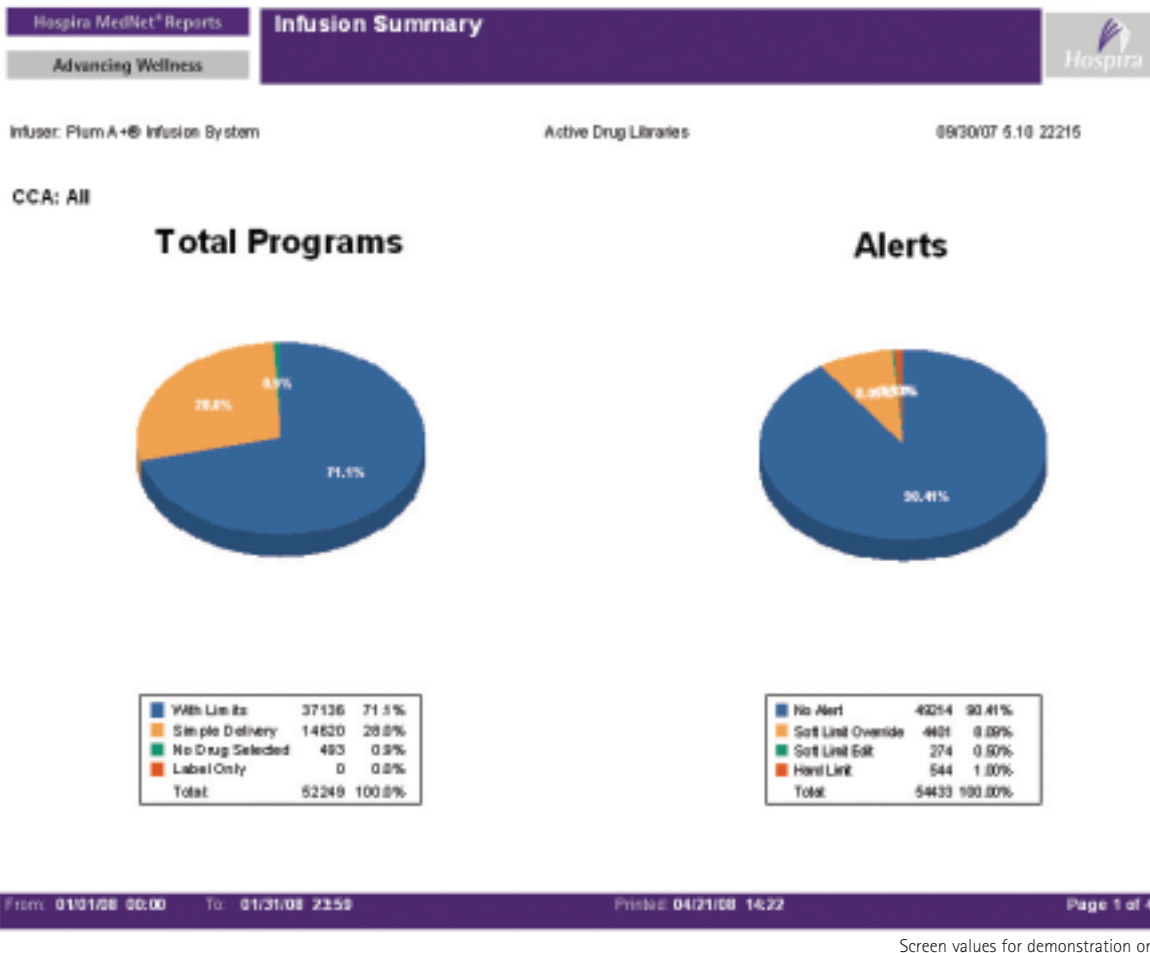 Hospira MedNet® Reports
Infusion Summary
Advancing Wellness
Hospira
Infuser: Plum A+® Infusion System
Active Drug Libraries
09/30/07 5.10 22215
CCA: All
Total Programs
Alerts
0.9%
28.0%
71.1%
90.41%
With Limits 37136 71.1%
Simple Delivery 14620 28.0%
No Drug Selected 493 0.9%
Label Only 0 0.0%
Total: 52249 100.0%
No Alert 49214 90.41%
Soft Limit Override 4401 8.09%
Soft Limit Edit 274 0.50%
Hard Limit 544 1.00%
Total: 54433 100.00%
From: 01/01/08 00:00 To: 01/31/08 23:59
Printed: 04/21/08 14:22
Page 1 of 4
Screen values for demonstration or